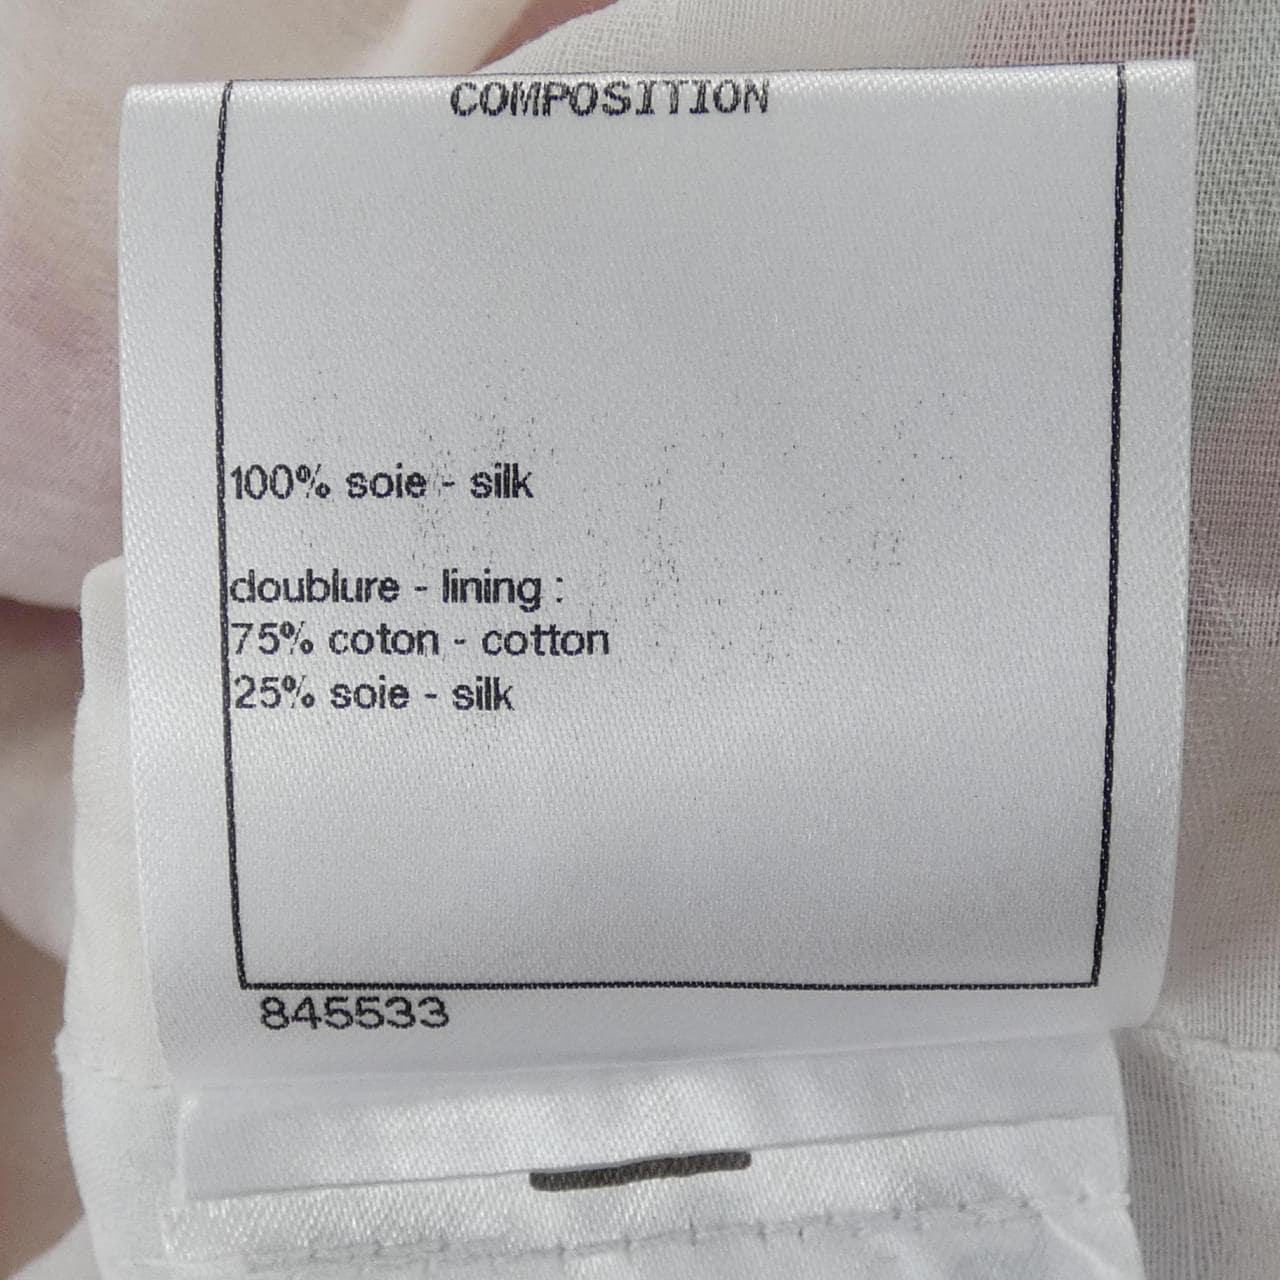 COMPOSITION
100% soie - silk
doublure - lining :
75% coton - cotton
25% soie - silk
845533